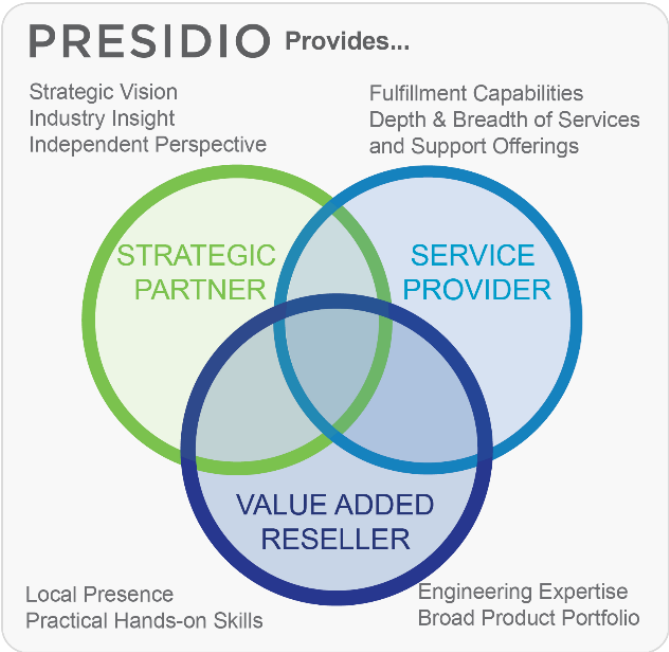 PRESIDIO Provides...
Strategic Vision
Industry Insight
Independent Perspective
Fulfillment Capabilities
Depth & Breadth of Services
and Support Offerings
STRATEGIC
PARTNER
SERVICE
PROVIDER
VALUE ADDED
RESELLER
Local Presence
Practical Hands-on Skills
Engineering Expertise
Broad Product Portfolio